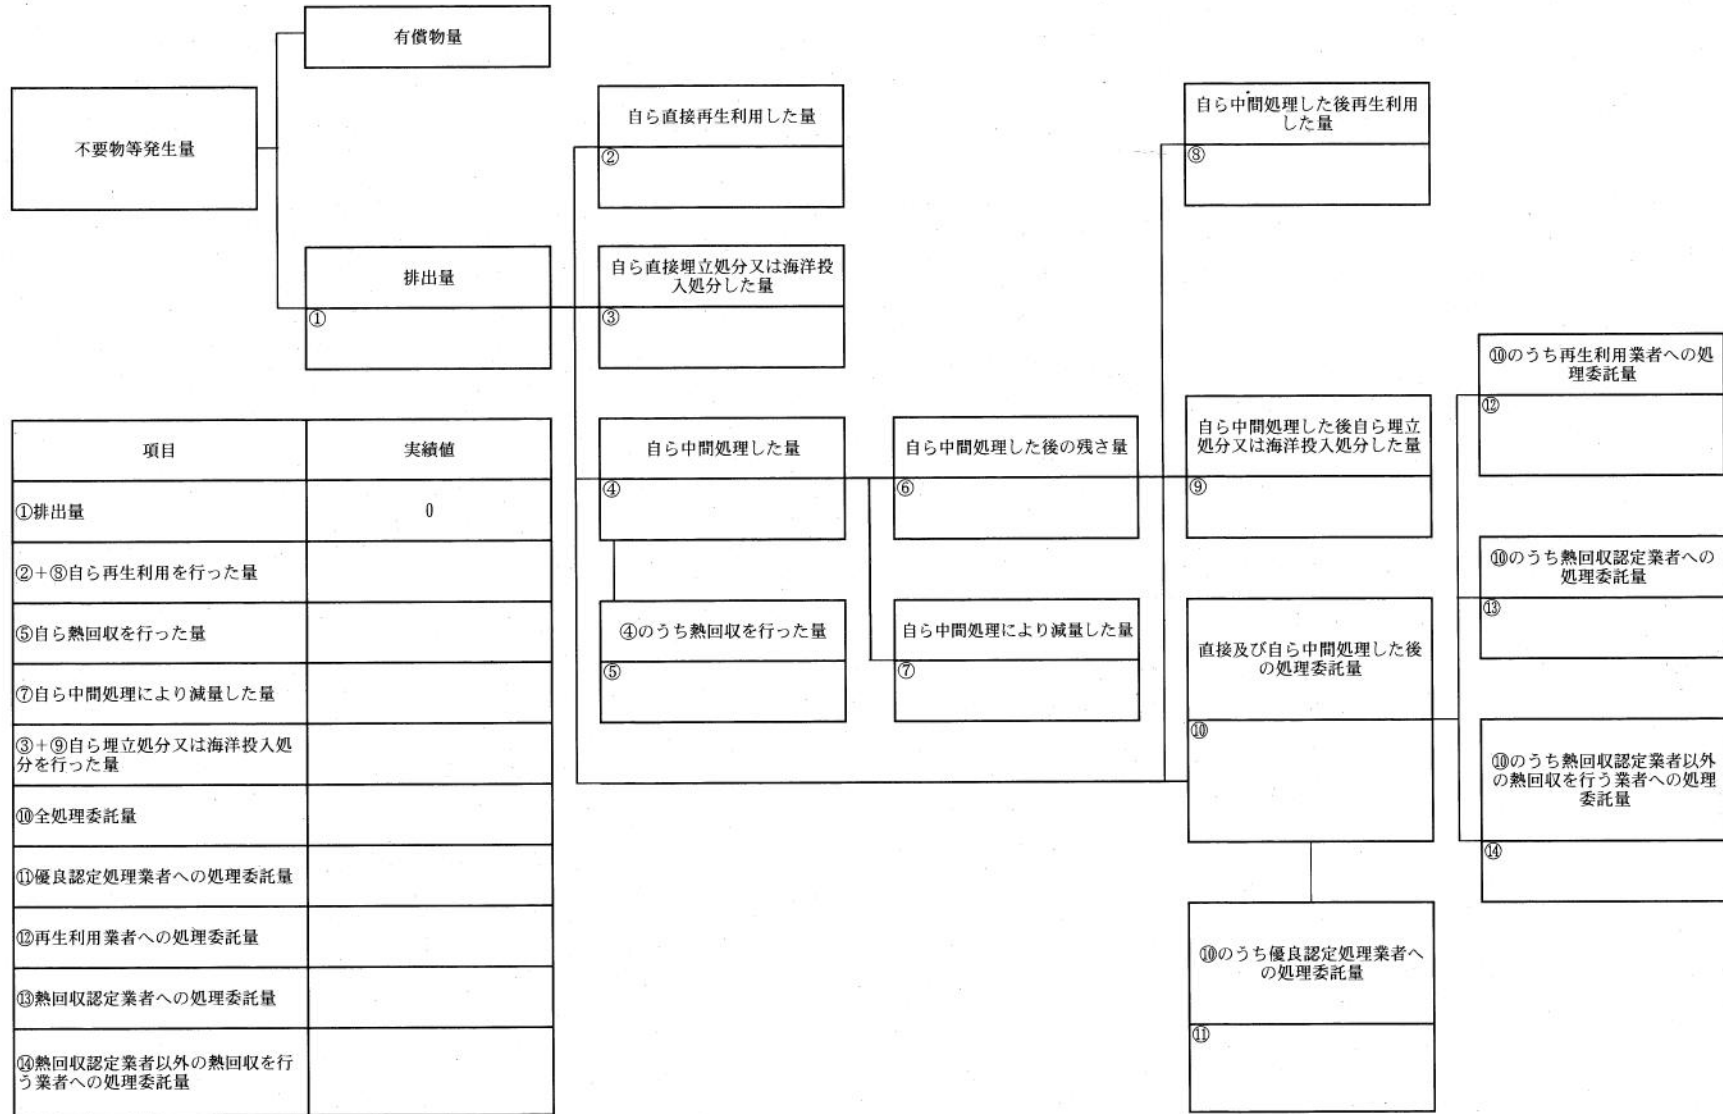 有償物量
不要物等発生量
自ら直接再生利用した量
②
自ら中間処理した後再生利用
した量
⑧
排出量
①
自ら直接埋立処分又は海洋投
入処分した量
③
⑩のうち再生利用業者への処
理委託量
⑫
自ら中間処理した量
④
自ら中間処理した後の残さ量
⑥
自ら中間処理した後自ら埋立
処分又は海洋投入処分した量
⑨
⑩のうち熱回収認定業者への
処理委託量
⑬
④のうち熱回収を行った量
⑤
自ら中間処理により減量した量
⑦
直接及び自ら中間処理した後
の処理委託量
⑩
⑩のうち熱回収認定業者以外
の熱回収を行う業者への処理
委託量
⑭
⑩のうち優良認定処理業者へ
の処理委託量
⑪
項目 実績値
①排出量 0
②+⑧自ら再生利用を行った量
⑤自ら熱回収を行った量
⑦自ら中間処理により減量した量
③+⑨自ら埋立処分又は海洋投入処
分を行った量
⑩全処理委託量
⑪優良認定処理業者への処理委託量
⑫再生利用業者への処理委託量
⑬熱回収認定業者への処理委託量
⑭熱回収認定業者以外の熱回収を行
う業者への処理委託量